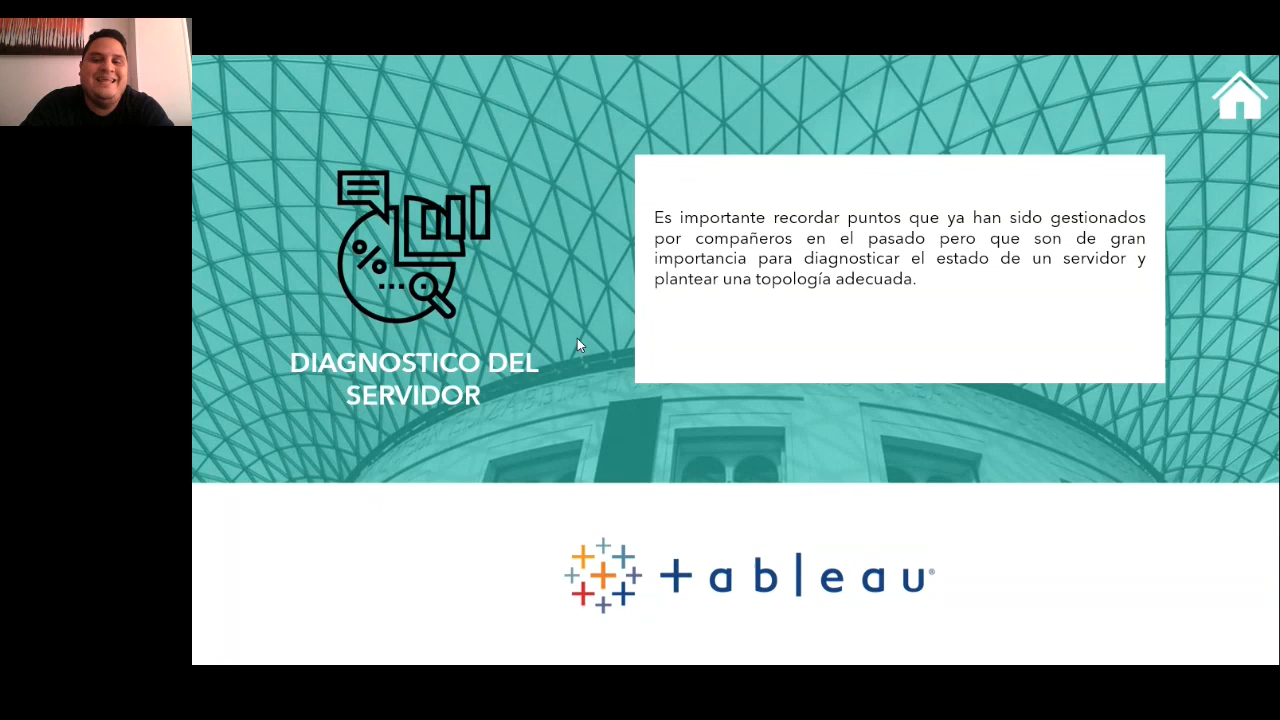 DIAGNOSTICO DEL
SERVIDOR
Es importante recordar puntos que ya han sido gestionados
por compañeros en el pasado pero que son de gran
importancia para diagnosticar el estado de un servidor y
plantear una topología adecuada.
+ableau®